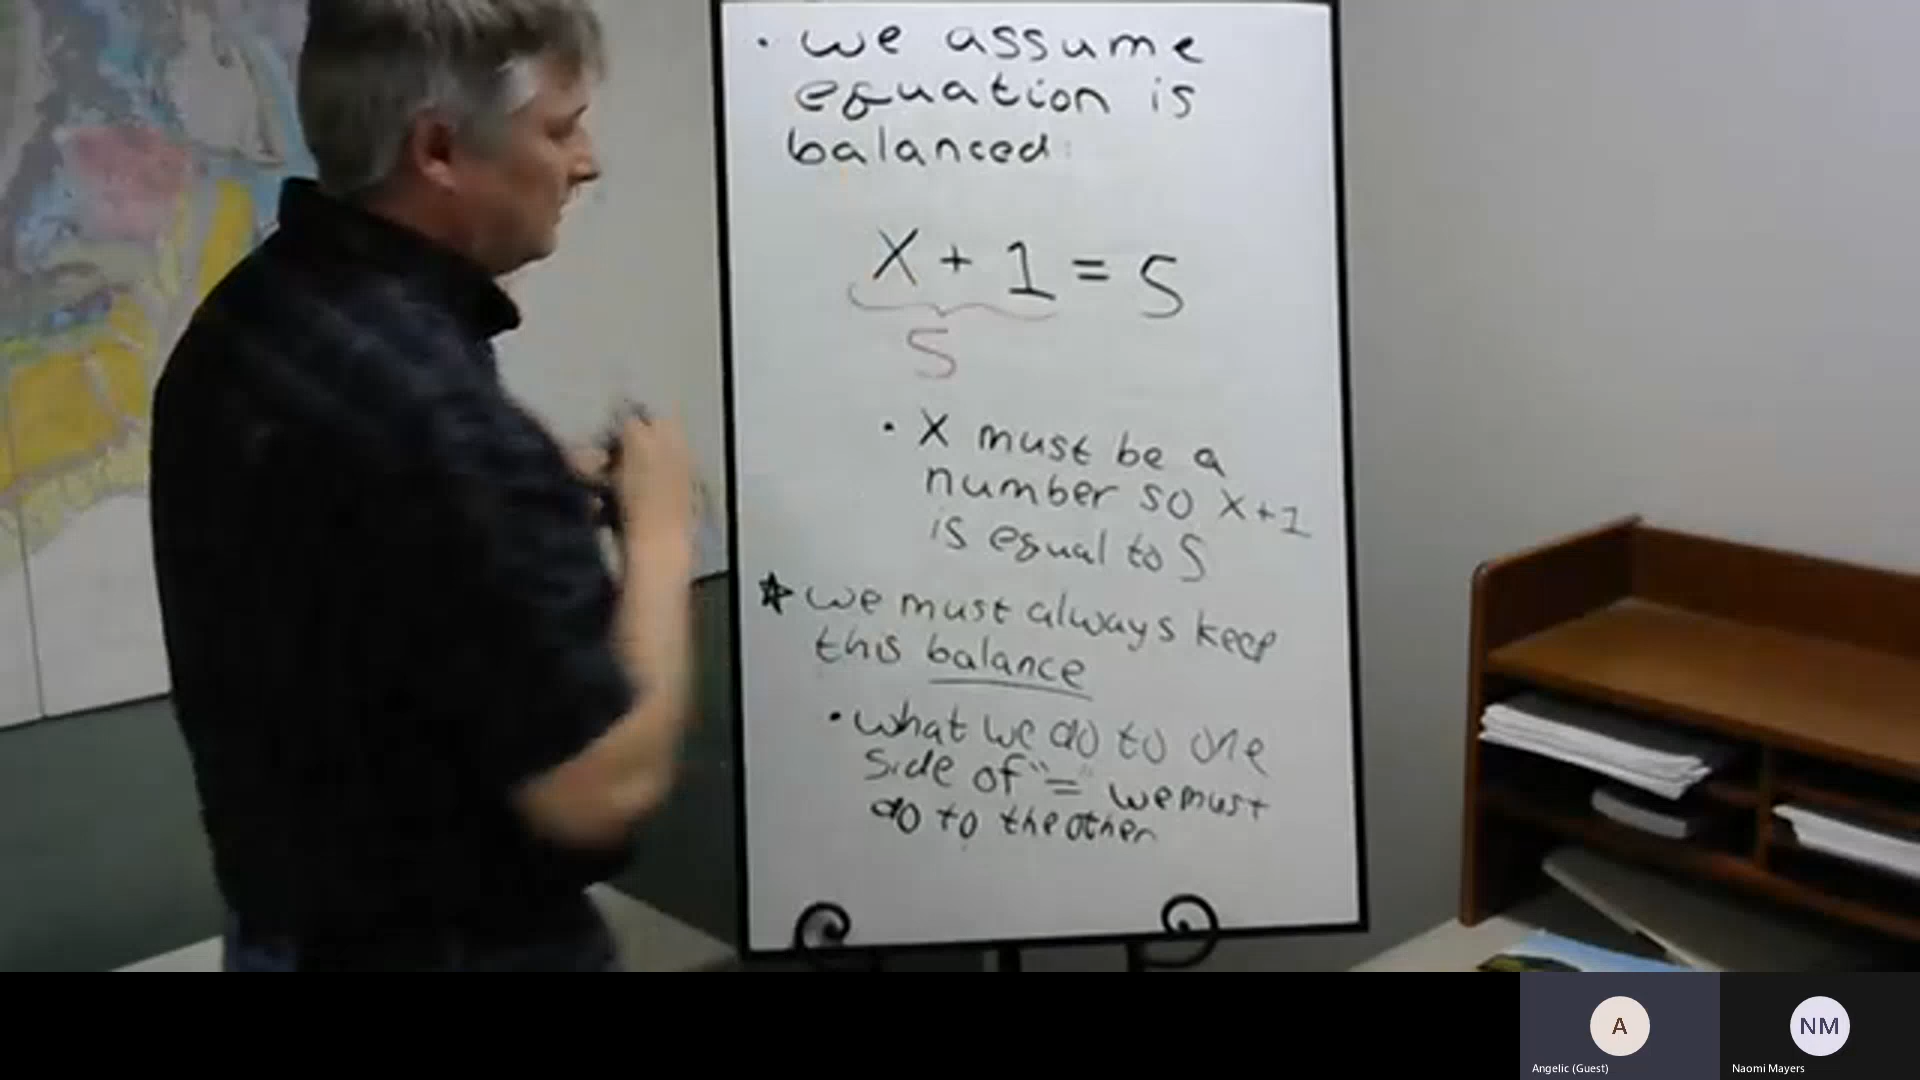 • we assume
equation is
balanced:
X + 1 = 5
5
• X must be a
number so x+1
is equal to 5
☆ we must always keep
this balance
• what we do to one
side of "=" we must
do to the other
A
NM
Angelic (Guest)
Naomi Mayers